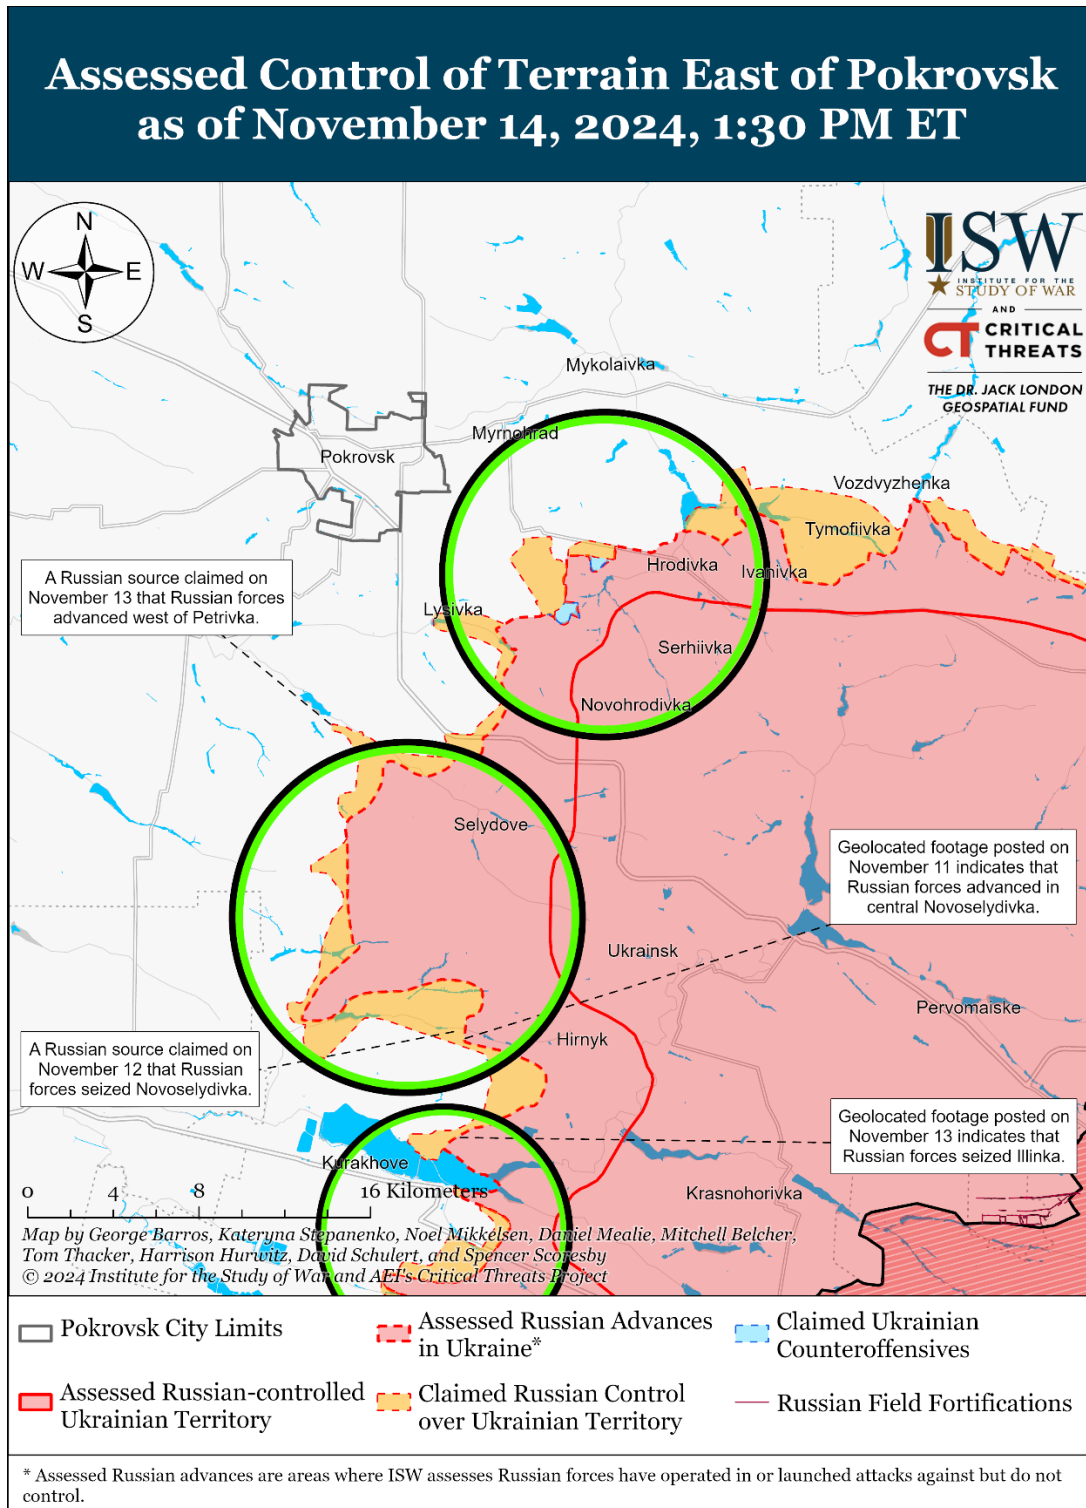 Assessed Control of Terrain East of Pokrovsk
as of November 14, 2024, 1:30 PM ET
N
W E
S
ISW
INSTITUTE FOR THE
STUDY OF WAR
AND
CT CRITICAL
THREATS
THE DR. JACK LONDON
GEOSPATIAL FUND
Mykolaivka
Myrnohrad
Pokrovsk
Vozdvyzhenka
Tymofiivka
Hrodivka
Ivanivka
A Russian source claimed on
November 13 that Russian forces
advanced west of Petrivka.
Lysivka
Serhiivka
Novohrodivka
Selydove
Geolocated footage posted on
November 11 indicates that
Russian forces advanced in
central Novoselydivka.
Ukrainsk
Pervomaiske
Hirnyk
A Russian source claimed on
November 12 that Russian
forces seized Novoselydivka.
Geolocated footage posted on
November 13 indicates that
Russian forces seized Illinka.
Kurakhove
Krasnohorivka
0 4 8 16 Kilometers
Map by George Barros, Kateryna Stepanenko, Noel Mikkelsen, Daniel Mealie, Mitchell Belcher,
Tom Thacker, Harrison Hurwitz, David Schulert, and Spencer Scoresby
© 2024 Institute for the Study of War and AEI's Critical Threats Project
Pokrovsk City Limits
Assessed Russian Advances
in Ukraine*
Claimed Ukrainian
Counteroffensives
Assessed Russian-controlled
Ukrainian Territory
Claimed Russian Control
over Ukrainian Territory
Russian Field Fortifications
* Assessed Russian advances are areas where ISW assesses Russian forces have operated in or launched attacks against but do not
control.